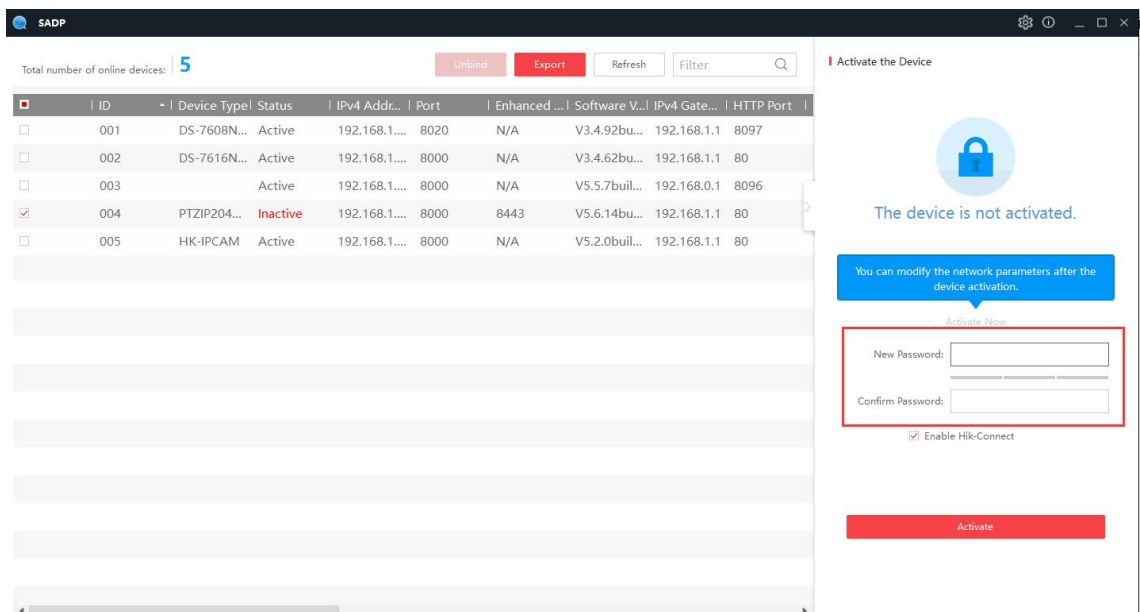 SADP
Total number of online devices: 5
Unbind Export Refresh Filter
ID Device Type Status IPv4 Addr... Port Enhanced ... Software V... IPv4 Gate... HTTP Port
001 DS-7608N... Active 192.168.1.... 8020 N/A V3.4.92bu... 192.168.1.1 8097
002 DS-7616N... Active 192.168.1.... 8000 N/A V3.4.62bu... 192.168.1.1 80
003 Active 192.168.1.... 8000 N/A V5.5.7buil... 192.168.0.1 8096
004 PTZIP204... Inactive 192.168.1.... 8000 8443 V5.6.14bu... 192.168.1.1 80
005 HK-IPCAM Active 192.168.1.... 8000 N/A V5.2.0buil... 192.168.1.1 80
Activate the Device
The device is not activated.
You can modify the network parameters after the
device activation.
Activate Now
New Password:
Confirm Password:
Enable Hik-Connect
Activate